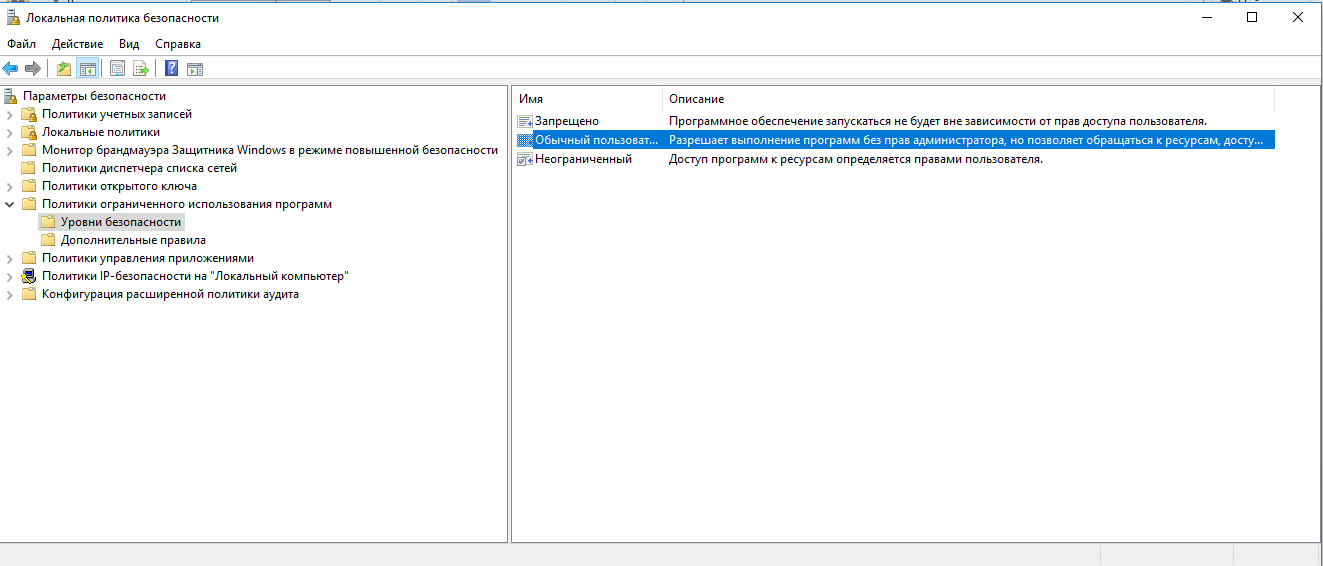 Локальная политика безопасности
Файл Действие Вид Справка
Параметры безопасности
Политики учетных записей
Локальные политики
Монитор брандмауэра Защитника Windows в режиме повышенной безопасности
Политики диспетчера списка сетей
Политики открытого ключа
Политики ограниченного использования программ
Уровни безопасности
Дополнительные правила
Политики управления приложениями
Политики IP-безопасности на "Локальный компьютер"
Конфигурация расширенной политики аудита
Имя Описание
Запрещено Программное обеспечение запускаться не будет вне зависимости от прав доступа пользователя.
Обычный пользоват... Разрешает выполнение программ без прав администратора, но позволяет обращаться к ресурсам, досту...
Неограниченный Доступ программ к ресурсам определяется правами пользователя.